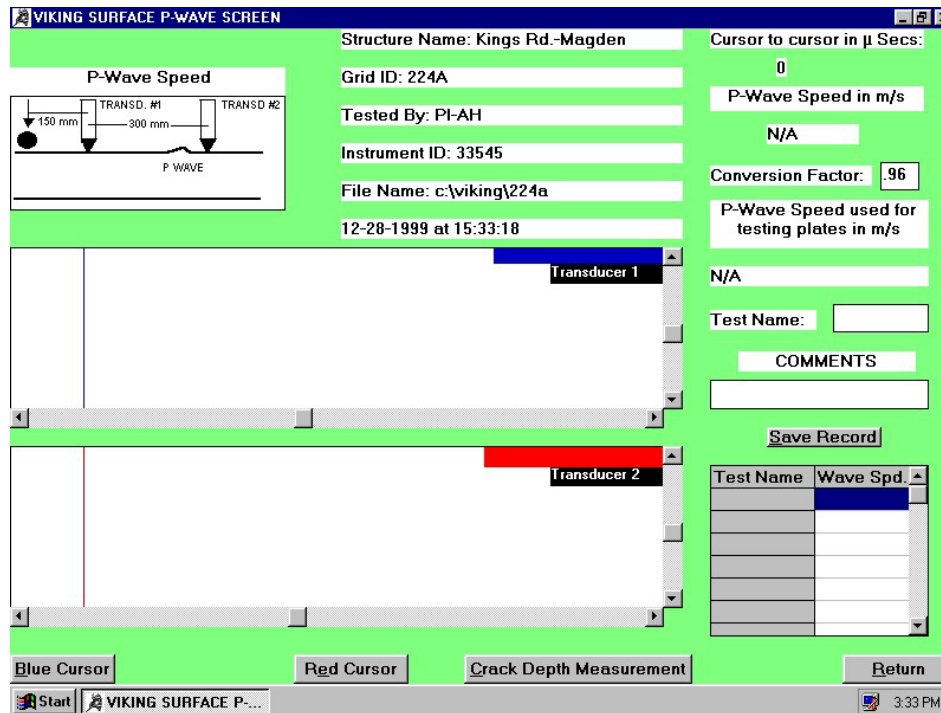 VIKING SURFACE P-WAVE SCREEN
Structure Name: Kings Rd.-Magden
Grid ID: 224A
Tested By: PI-AH
Instrument ID: 33545
File Name: c:\viking\224a
12-28-1999 at 15:33:18
P-Wave Speed
TRANSD. #1
TRANSD #2
150 mm
300 mm
P WAVE
Cursor to cursor in µ Secs:
0
P-Wave Speed in m/s
N/A
Conversion Factor: .96
P-Wave Speed used for
testing plates in m/s
N/A
Test Name:
COMMENTS
Save Record
Test Name Wave Spd.
Transducer 1
Transducer 2
Blue Cursor
Red Cursor
Crack Depth Measurement
Return
Start
VIKING SURFACE P-...
3:33 PM